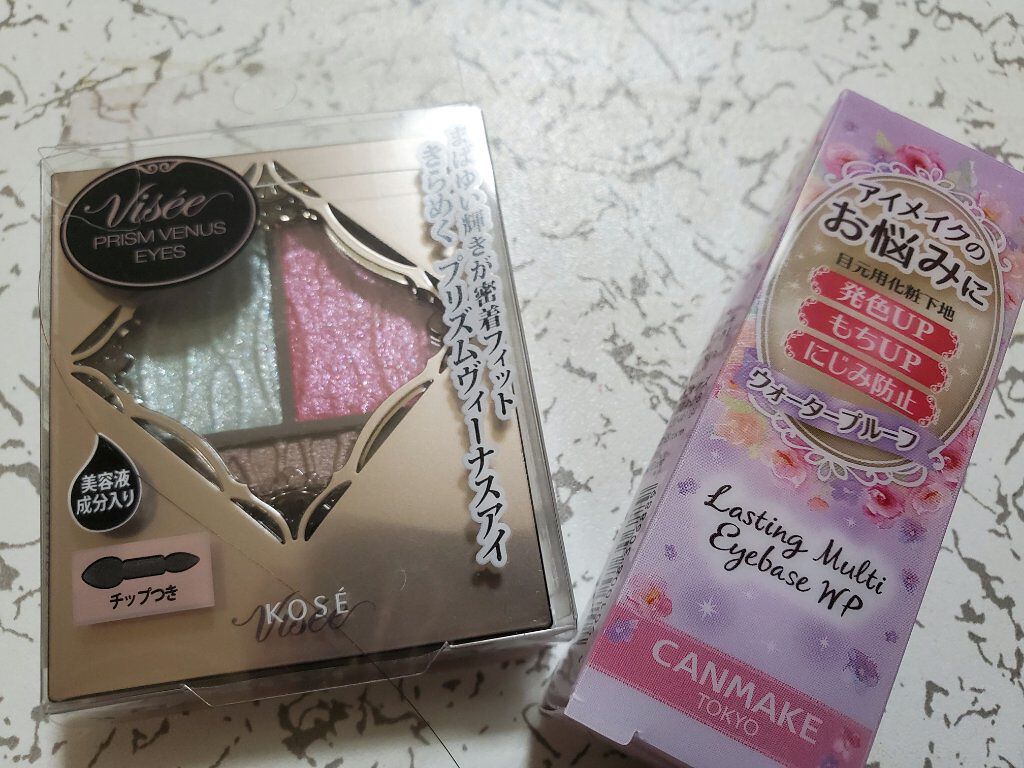 Visée
PRISM VENUS
EYES
まばゆい輝きが密着フィット
きらめくプリズムヴィーナスアイ
美容液
成分入り
チップつき
KOSÉ
Visée
アイメイクの
お悩みに
目元用化粧下地
発色UP
もちUP
にじみ防止
ウォータープルーフ
Lasting Multi
Eyebase WP
CANMAKE
TOKYO